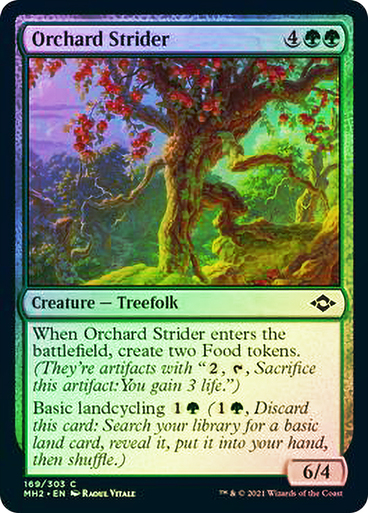 Orchard Strider 4
Creature — Treefolk
When Orchard Strider enters the
battlefield, create two Food tokens.
(They're artifacts with “2, , Sacrifice
this artifact: You gain 3 life.”)
Basic landcycling 1 (1 , Discard
this card: Search your library for a basic
land card, reveal it, put it into your hand,
then shuffle.)
6/4
169/303 C
MH2 • EN Raoul Vitale
™ & © 2021 Wizards of the Coast